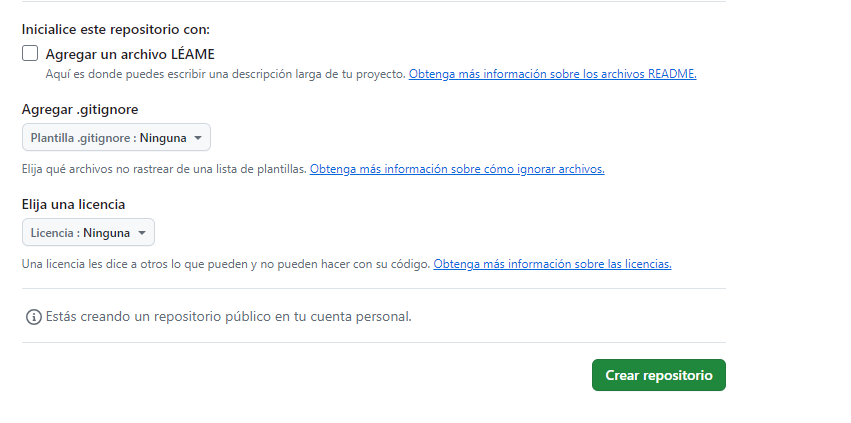 Inicialice este repositorio con:
Agregar un archivo LÉAME
Aquí es donde puedes escribir una descripción larga de tu proyecto. Obtenga más información sobre los archivos README.
Agregar .gitignore
Plantilla .gitignore : Ninguna
Elija qué archivos no rastrear de una lista de plantillas. Obtenga más información sobre cómo ignorar archivos.
Elija una licencia
Licencia : Ninguna
Una licencia les dice a otros lo que pueden y no pueden hacer con su código. Obtenga más información sobre las licencias.
Estás creando un repositorio público en tu cuenta personal.
Crear repositorio